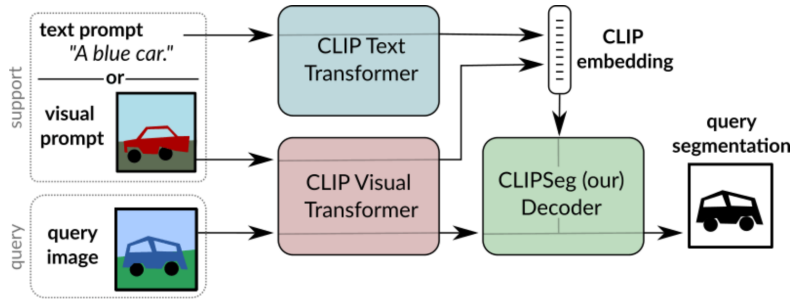 support
text prompt
"A blue car."
or
visual
prompt
query
query
image
CLIP Text
Transformer
CLIP Visual
Transformer
CLIP
embedding
CLIPSeg (our)
Decoder
query
segmentation